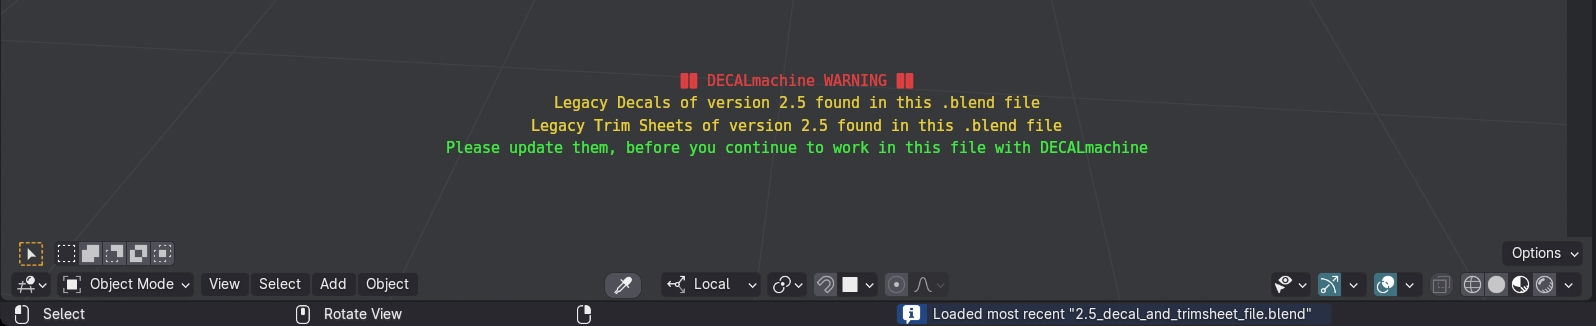 DECALmachine WARNING
Legacy Decals of version 2.5 found in this .blend file
Legacy Trim Sheets of version 2.5 found in this .blend file
Please update them, before you continue to work in this file with DECALmachine
Options
Object Mode View Select Add Object Local
Select Rotate View Loaded most recent "2.5_decal_and_trimsheet_file.blend"